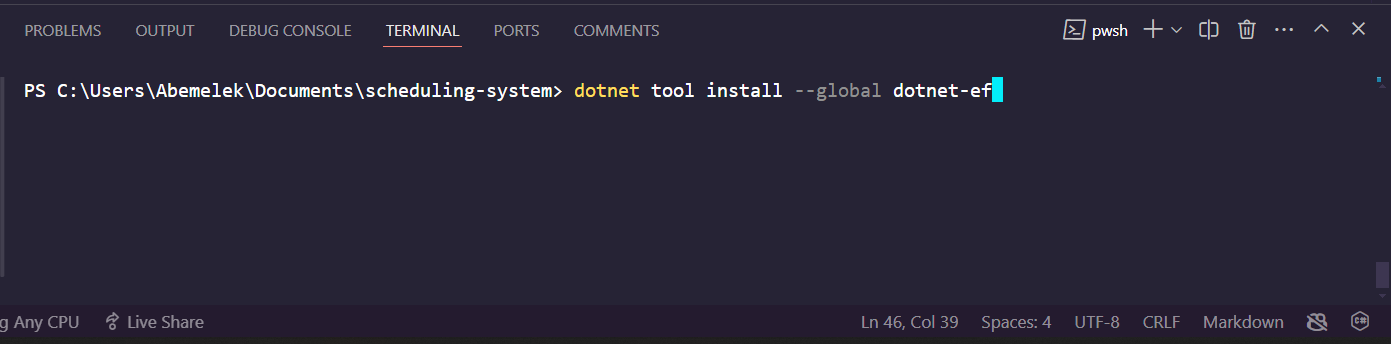 PROBLEMS OUTPUT DEBUG CONSOLE TERMINAL PORTS COMMENTS pwsh
PS C:\Users\Abemelek\Documents\scheduling-system> dotnet tool install --global dotnet-ef
g Any CPU Live Share Ln 46, Col 39 Spaces: 4 UTF-8 CRLF Markdown C#